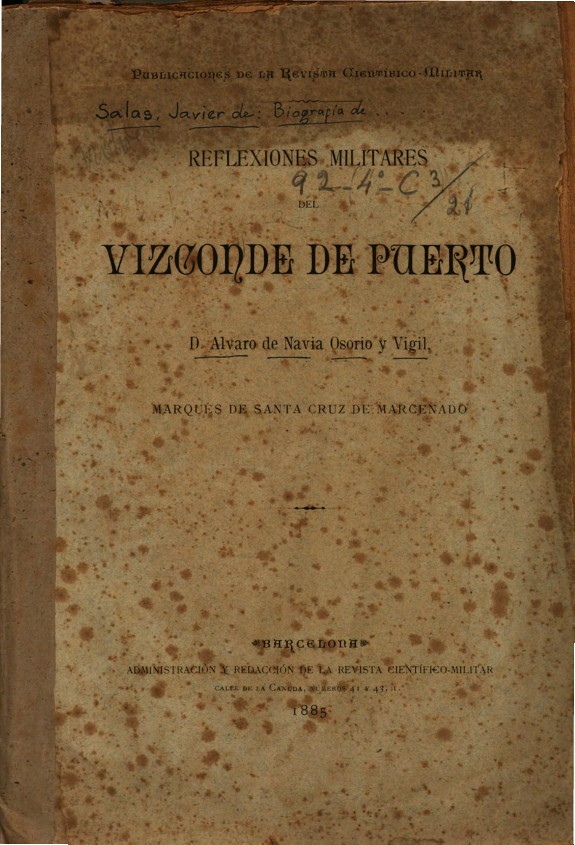 PUBLICACIONES DE LA REVISTA CIENTÍFICO-MILITAR
Salas, Javier de: Biografía de....
REFLEXIONES MILITARES
92-4º-C 3/21
DEL
VIZCONDE DE PUERTO
D. Alvaro de Navia Osorio y Vigil,
MARQUÉS DE SANTA CRUZ DE MARCENADO
BARCELONA
ADMINISTRACIÓN Y REDACCIÓN DE LA REVISTA CIENTÍFICO-MILITAR
CALLE DE LA CANUDA, NÚMEROS 41 Y 47,
1885